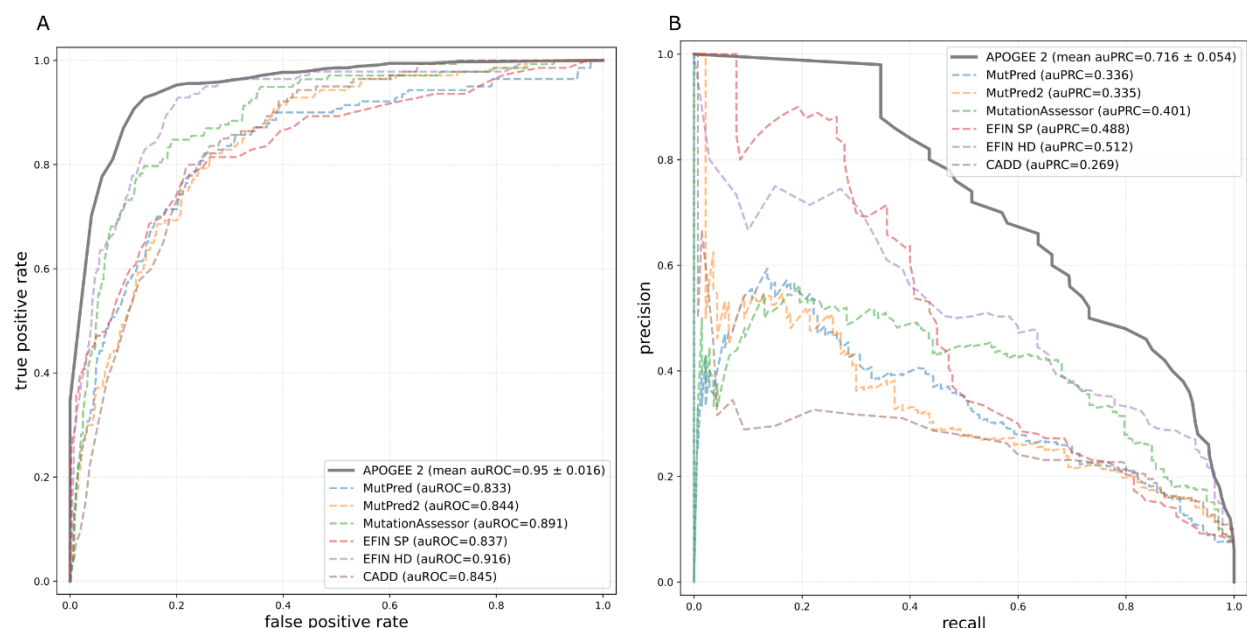 A
1.0
0.8
0.6
0.4
0.2
0.0
true positive rate
APOGEE 2 (mean auROC=0.95 ± 0.016)
MutPred (auROC=0.833)
MutPred2 (auROC=0.844)
MutationAssessor (auROC=0.891)
EFIN SP (auROC=0.837)
EFIN HD (auROC=0.916)
CADD (auROC=0.845)
0.0 0.2 0.4 0.6 0.8 1.0
false positive rate
B
1.0
0.8
0.6
0.4
0.2
0.0
precision
APOGEE 2 (mean auPRC=0.716 ± 0.054)
MutPred (auPRC=0.336)
MutPred2 (auPRC=0.335)
MutationAssessor (auPRC=0.401)
EFIN SP (auPRC=0.488)
EFIN HD (auPRC=0.512)
CADD (auPRC=0.269)
0.0 0.2 0.4 0.6 0.8 1.0
recall